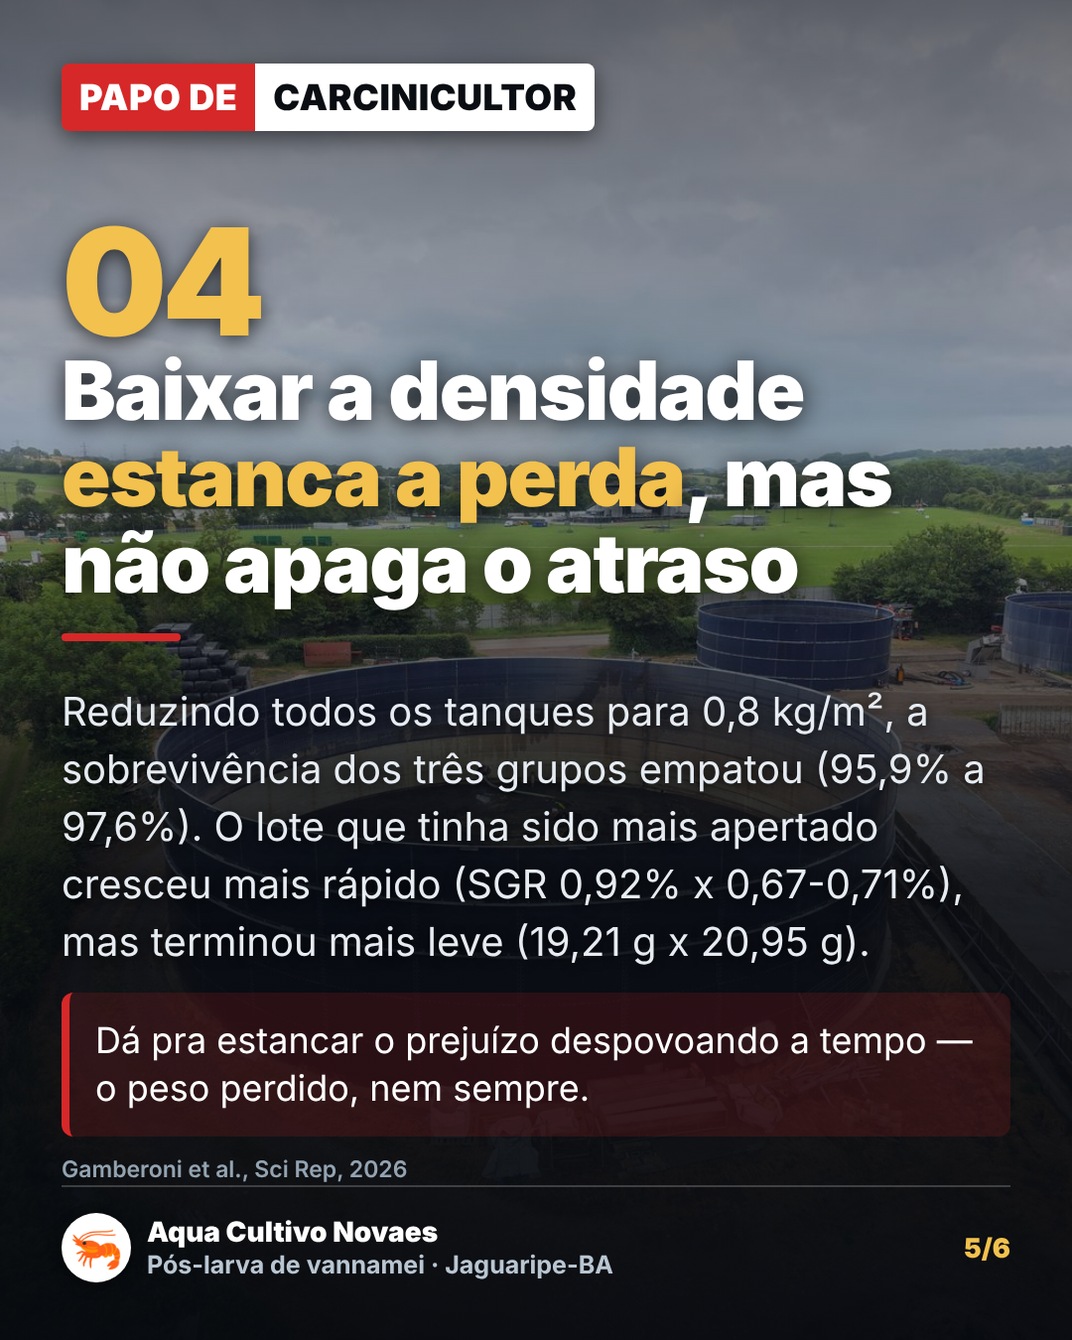 PAPO DE CARCINICULTOR
04
Baixar a densidade
estanca a perda, mas
não apaga o atraso
Reduzindo todos os tanques para 0,8 kg/m², a
sobrevivência dos três grupos empatou (95,9% a
97,6%). O lote que tinha sido mais apertado
cresceu mais rápido (SGR 0,92% x 0,67-0,71%),
mas terminou mais leve (19,21 g x 20,95 g).
Dá pra estancar o prejuízo despovoando a tempo —
o peso perdido, nem sempre.
Gamberoni et al., Sci Rep, 2026
Aqua Cultivo Novaes
Pós-larva de vannamei · Jaguaripe-BA
5/6